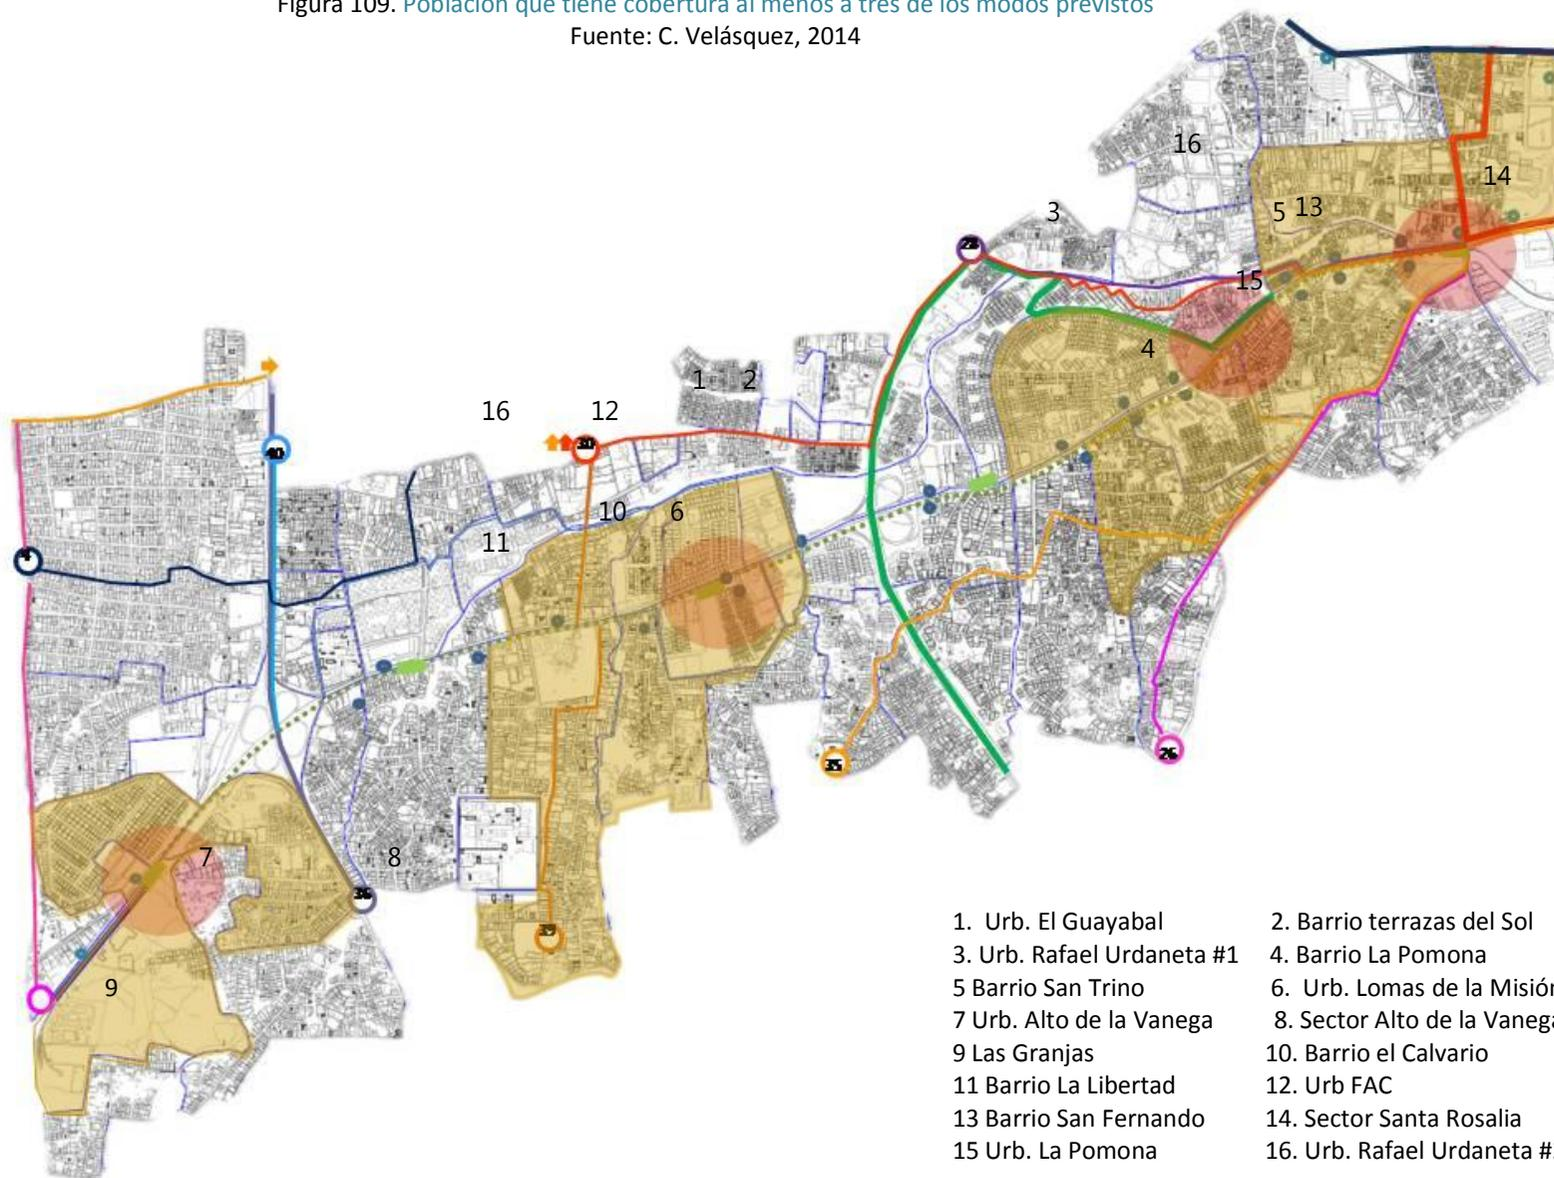 Figura 109. Población que tiene cobertura al menos a tres de los modos previstos
Fuente: C. Velásquez, 2014
16
14
3
5 13
15
4
1 2
16 12
10 6
11
7
8
9
1. Urb. El Guayabal 2. Barrio terrazas del Sol
3. Urb. Rafael Urdaneta #1 4. Barrio La Pomona
5 Barrio San Trino 6. Urb. Lomas de la Misión
7 Urb. Alto de la Vanega 8. Sector Alto de la Vanega
9 Las Granjas 10. Barrio el Calvario
11 Barrio La Libertad 12. Urb FAC
13 Barrio San Fernando 14. Sector Santa Rosalia
15 Urb. La Pomona 16. Urb. Rafael Urdaneta #